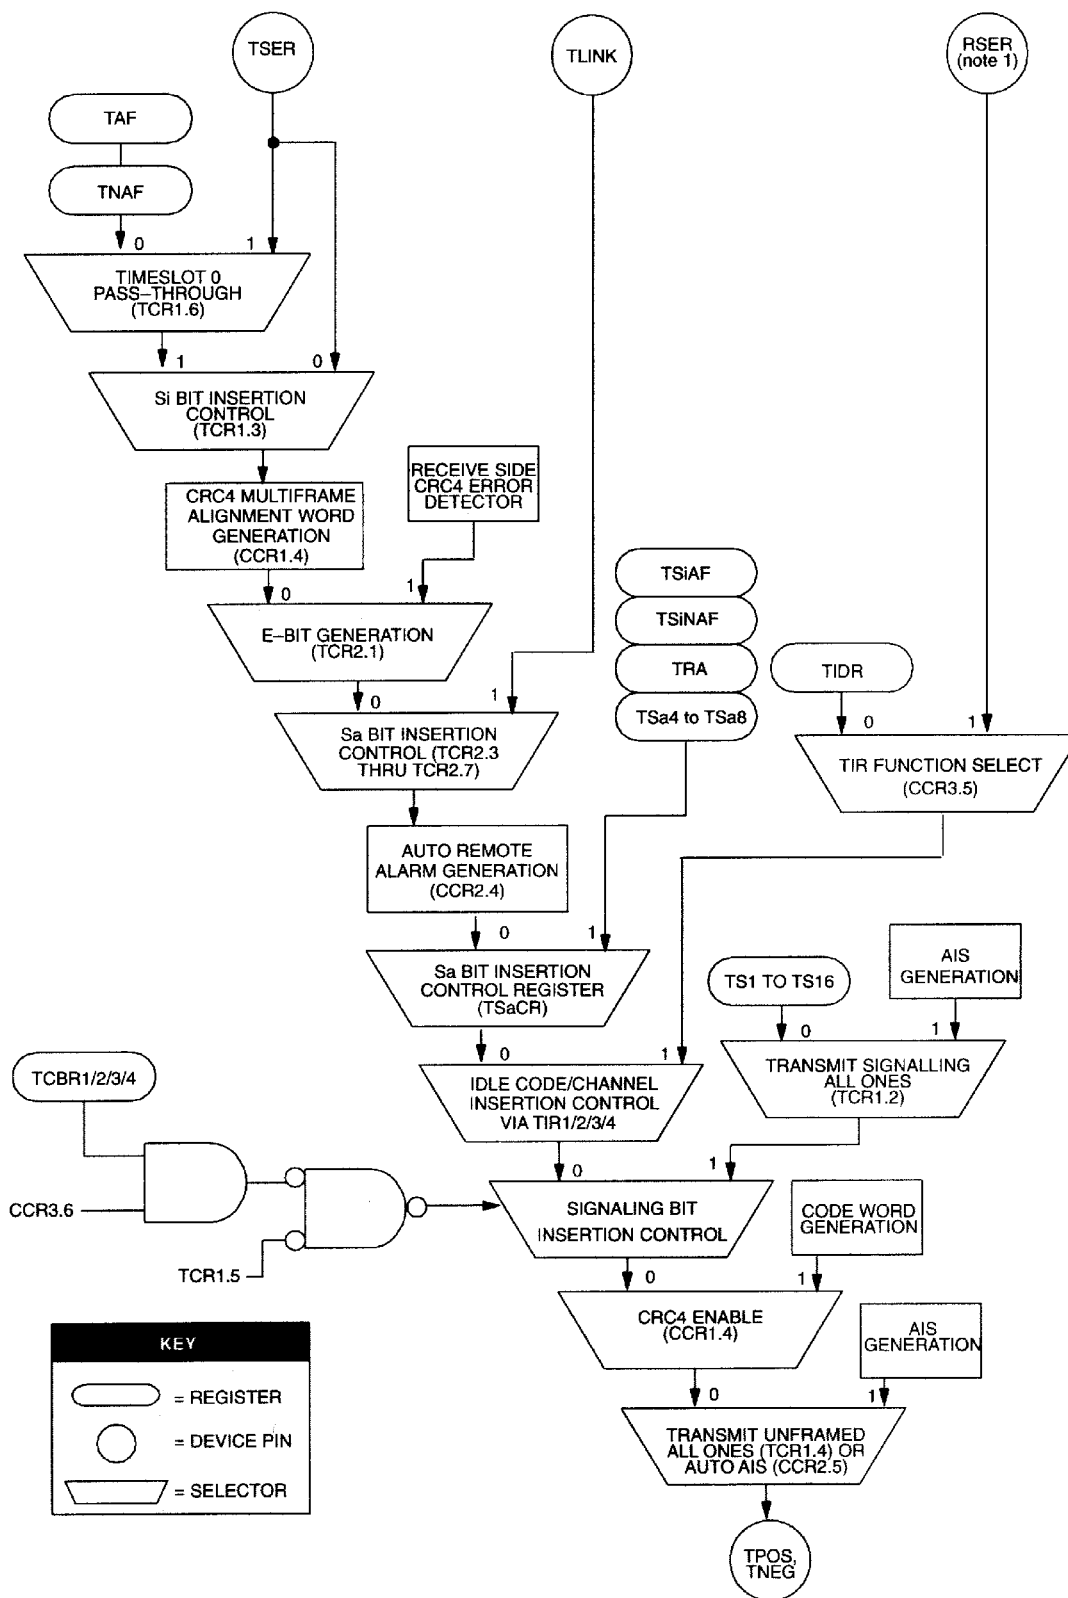 TSER
TLINK
RSER
(note 1)
TAF
TNAF
0
1
TIMESLOT 0
PASS–THROUGH
(TCR1.6)
1
0
Si BIT INSERTION
CONTROL
(TCR1.3)
RECEIVE SIDE
CRC4 ERROR
DETECTOR
CRC4 MULTIFRAME
ALIGNMENT WORD
GENERATION
(CCR1.4)
0
1
E–BIT GENERATION
(TCR2.1)
TSiAF
TSiNAF
TRA
TSa4 to TSa8
TIDR
0
1
Sa BIT INSERTION
CONTROL (TCR2.3
THRU TCR2.7)
0
1
TIR FUNCTION SELECT
(CCR3.5)
AUTO REMOTE
ALARM GENERATION
(CCR2.4)
0
1
Sa BIT INSERTION
CONTROL REGISTER
(TSaCR)
TS1 TO TS16
AIS
GENERATION
0
1
TRANSMIT SIGNALLING
ALL ONES
(TCR1.2)
0
1
IDLE CODE/CHANNEL
INSERTION CONTROL
VIA TIR1/2/3/4
TCBR1/2/3/4
CCR3.6
TCR1.5
0
1
SIGNALING BIT
INSERTION CONTROL
CODE WORD
GENERATION
0
1
CRC4 ENABLE
(CCR1.4)
AIS
GENERATION
0
1
TRANSMIT UNFRAMED
ALL ONES (TCR1.4) OR
AUTO AIS (CCR2.5)
TPOS,
TNEG
KEY
= REGISTER
= DEVICE PIN
= SELECTOR